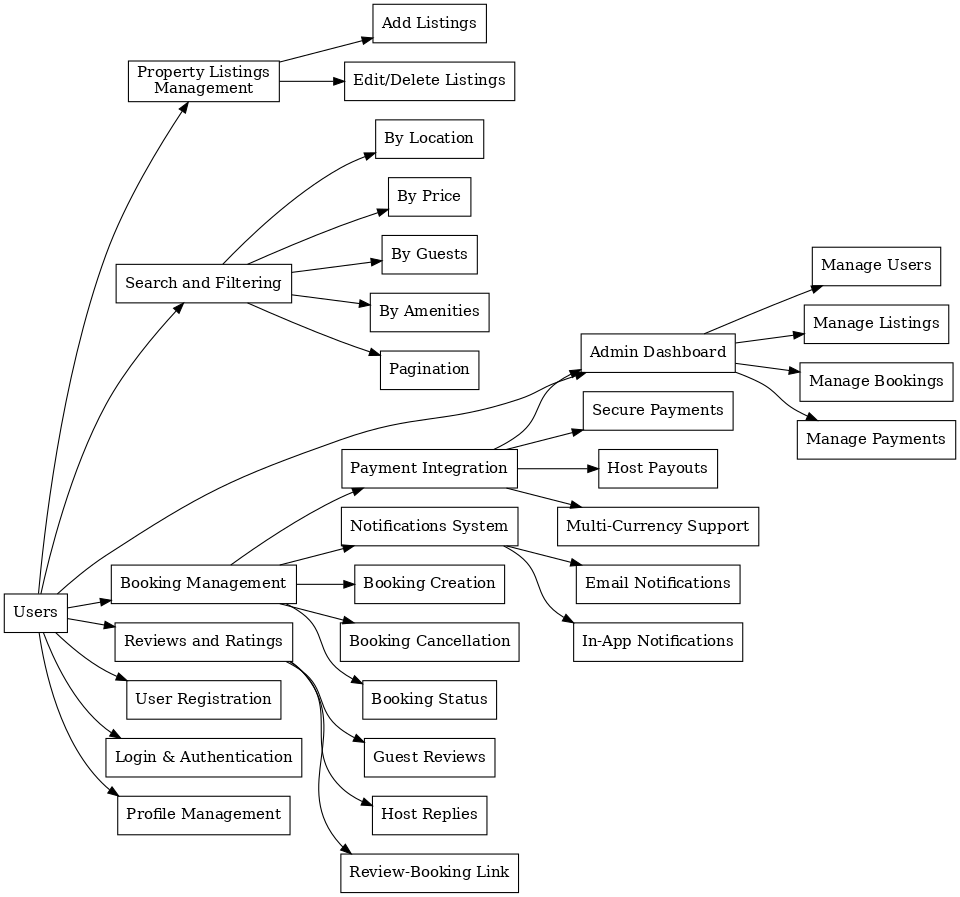 Add Listings
Property Listings
Management
Edit/Delete Listings
By Location
By Price
By Guests
Search and Filtering
By Amenities
Pagination
Manage Users
Manage Listings
Admin Dashboard
Manage Bookings
Secure Payments
Manage Payments
Payment Integration
Host Payouts
Notifications System
Multi-Currency Support
Booking Management
Booking Creation
Email Notifications
Users
Reviews and Ratings
Booking Cancellation
In-App Notifications
User Registration
Booking Status
Login & Authentication
Guest Reviews
Profile Management
Host Replies
Review-Booking Link